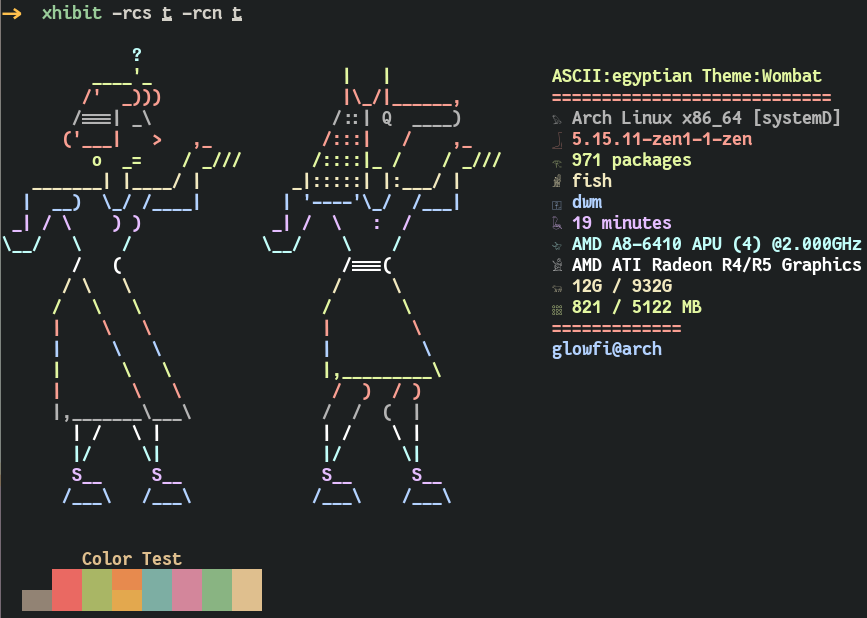 → xhibit -rcs t -rcn t
ASCII:egyptian Theme:Wombat
============================
Arch Linux x86_64 [systemD]
5.15.11-zen1-1-zen
971 packages
fish
dwm
19 minutes
AMD A8-6410 APU (4) @2.000GHz
AMD ATI Radeon R4/R5 Graphics
12G / 932G
821 / 5122 MB
=============
glowfi@arch
Color Test